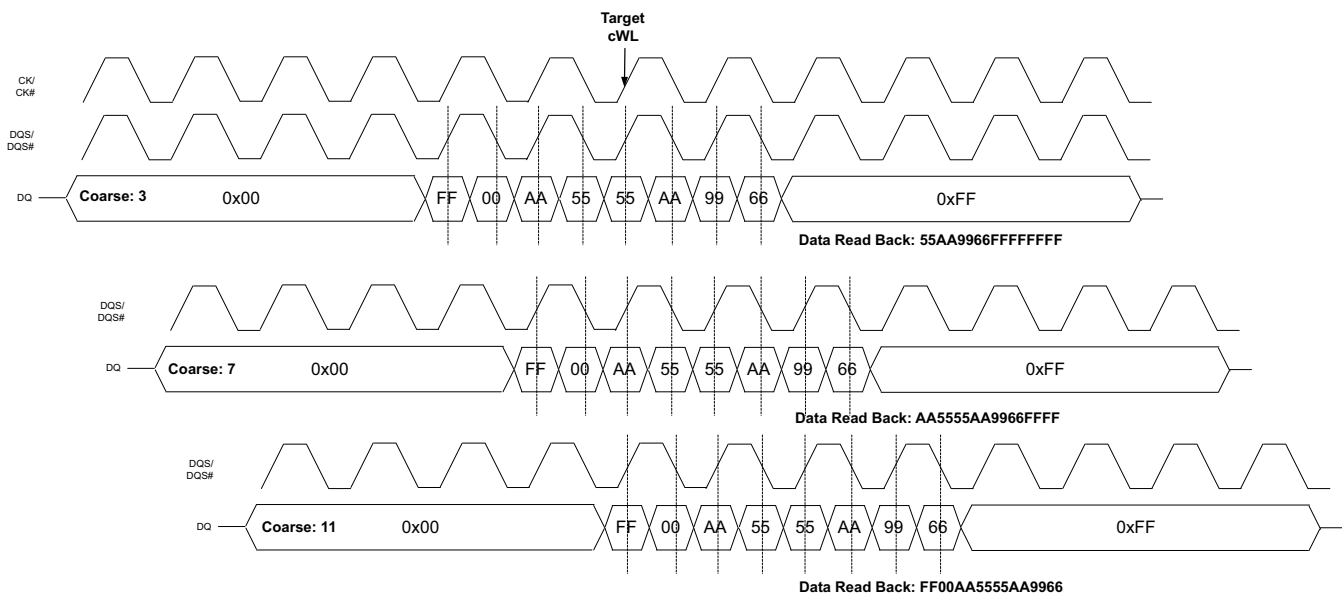 Target
cWL
CK/
CK#
DQS/
DQS#
DQ
Coarse: 3 0x00 FF 00 AA 55 55 AA 99 66 0xFF
Data Read Back: 55AA9966FFFFFFFF
DQS/
DQS#
DQ
Coarse: 7 0x00 FF 00 AA 55 55 AA 99 66 0xFF
Data Read Back: AA5555AA9966FFFF
DQS/
DQS#
DQ
Coarse: 11 0x00 FF 00 AA 55 55 AA 99 66 0xFF
Data Read Back: FF00AA5555AA9966